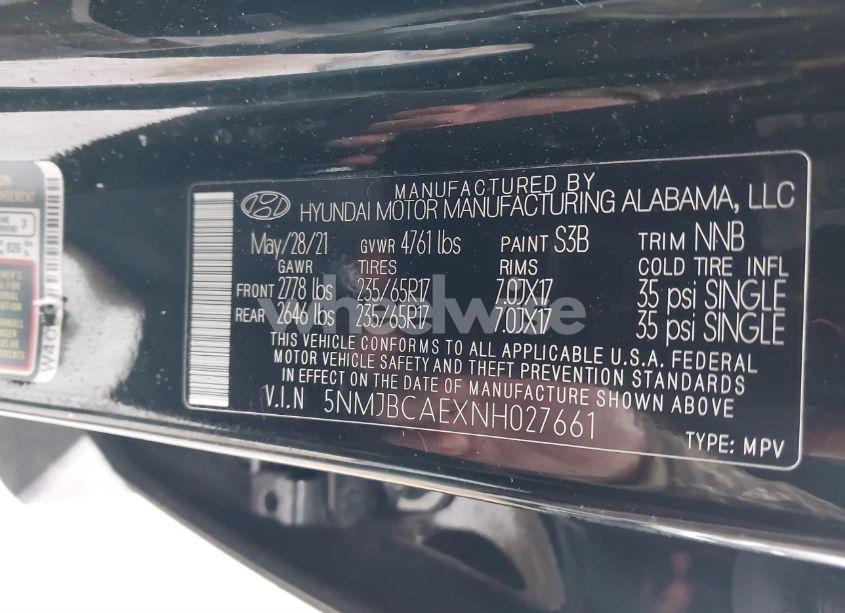 MANUFACTURED BY
HYUNDAI MOTOR MANUFACTURING ALABAMA, LLC
May/28/21 GVWR 4761 lbs PAINT S3B TRIM NNB
GAWR TIRES RIMS COLD TIRE INFL
FRONT 2778 lbs 235/65R17 7.0JX17 35 psi SINGLE
REAR 2646 lbs 235/65R17 7.0JX17 35 psi SINGLE
THIS VEHICLE CONFORMS TO ALL APPLICABLE U.S.A. FEDERAL
MOTOR VEHICLE SAFETY AND THEFT PREVENTION STANDARDS
IN EFFECT ON THE DATE OF MANUFACTURE SHOWN ABOVE
V.I.N 5NMJBCAEXNH027661
TYPE: MPV
wheelwire